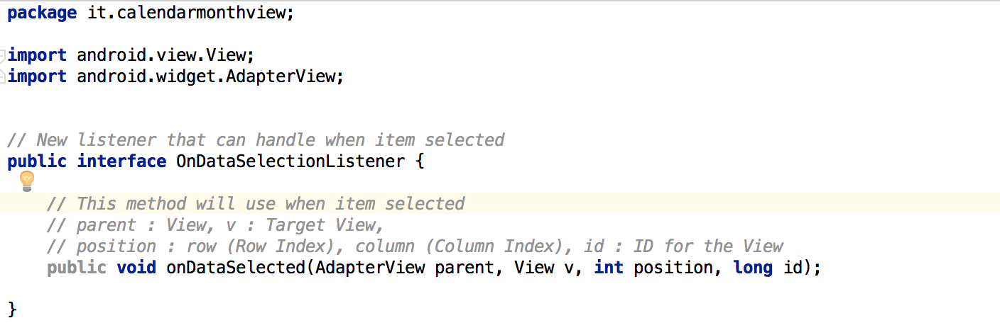 package it.calendarmonthview;
import android.view.View;
import android.widget.AdapterView;
// New listener that can handle when item selected
public interface OnDataSelectionListener {
// This method will use when item selected
// parent : View, v : Target View,
// position : row (Row Index), column (Column Index), id : ID for the View
public void onDataSelected(AdapterView parent, View v, int position, long id);
}